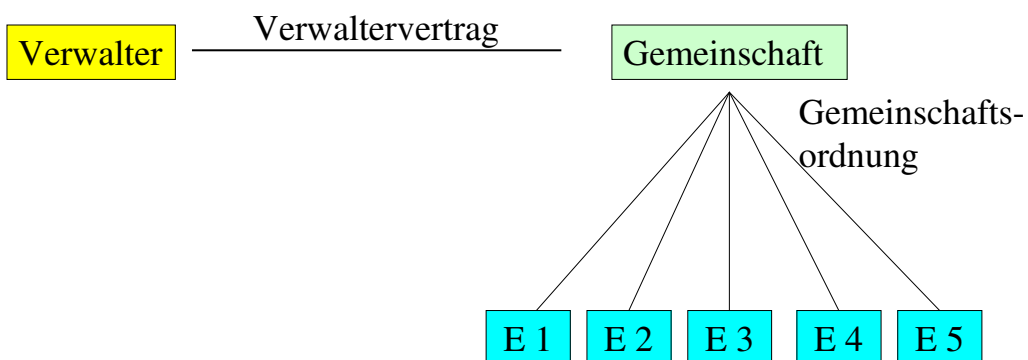 Verwaltervertrag
Verwalter
Gemeinschaft
Gemeinschafts-
ordnung
E 1
E 2
E 3
E 4
E 5